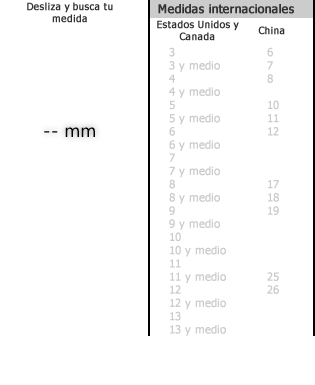 Desliza y busca tu
medida
-- mm
Medidas internacionales
Estados Unidos y
Canada
China
3 6
3 y medio 7
4 8
4 y medio
5 10
5 y medio 11
6 12
6 y medio
7
7 y medio
8 17
8 y medio 18
9 19
9 y medio
10
10 y medio
11
11 y medio 25
12 26
12 y medio
13
13 y medio